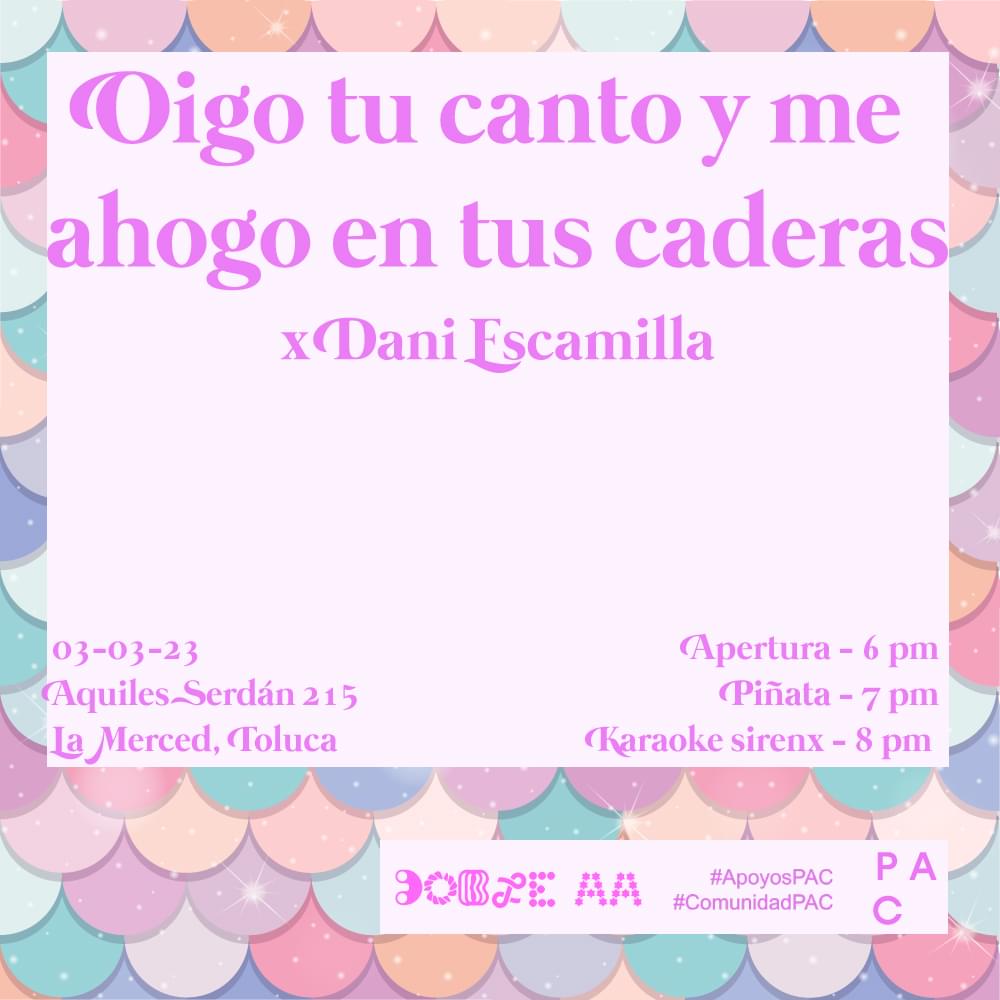 Oigo tu canto y me
ahogo en tus caderas
x Dani Escamilla
03-03-23
Aquiles Serdán 215
La Merced, Toluca
Apertura - 6 pm
Piñata - 7 pm
Karaoke sirenx - 8 pm
DOBLE AA
#ApoyosPAC
#ComunidadPAC
P A
C